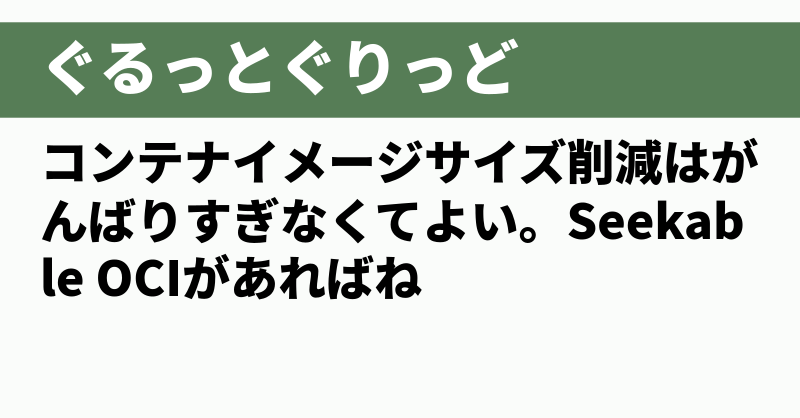 ぐるっとぐりっど
コンテナイメージサイズ削減はが
んばりすぎなくてよい。Seekab
le OCIがあればね